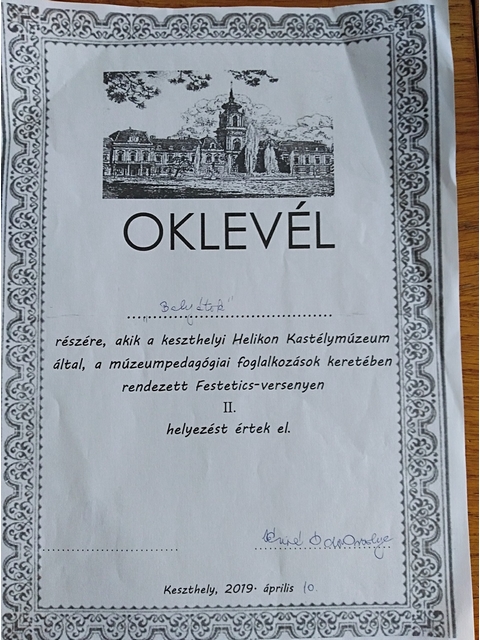 OKLEVÉL
részére, akik a keszthelyi Helikon Kastélymúzeum
által, a múzeumpedagógiai foglalkozások keretében
rendezett Festetics-versenyen
II.
helyezést értek el.
Keszthely, 2019. április 10.